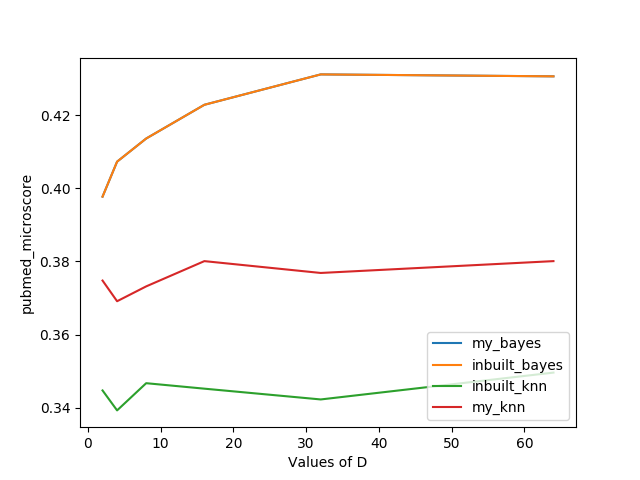 0.42
0.40
0.38
0.36
0.34
pubmed_microscore
my_bayes
inbuilt_bayes
inbuilt_knn
my_knn
0 10 20 30 40 50 60
Values of D